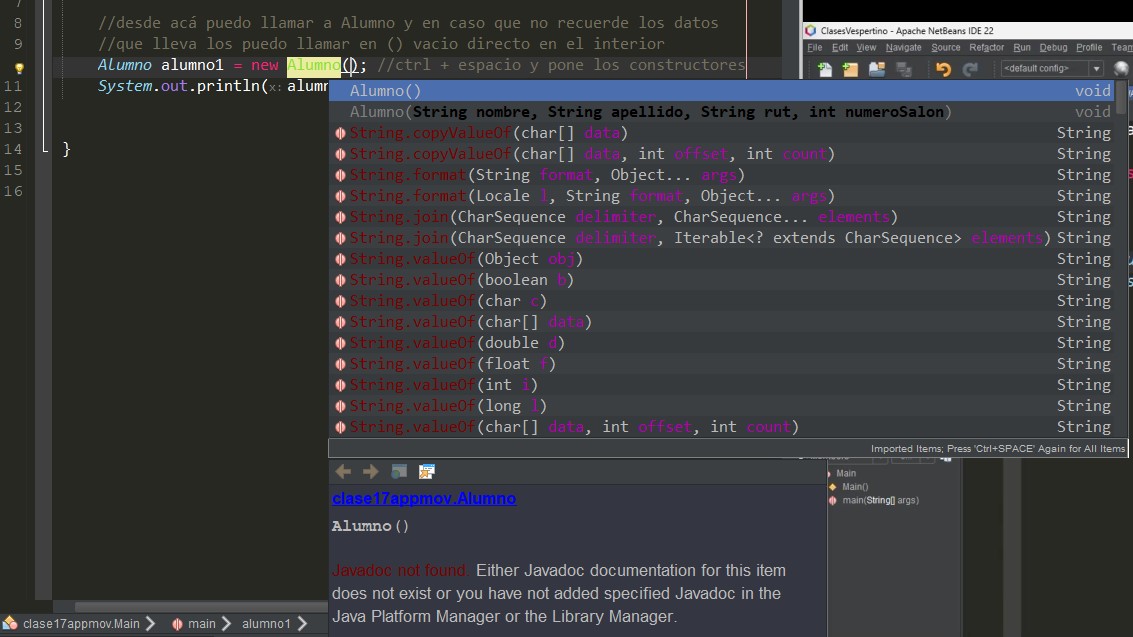 7
8 //desde acá puedo llamar a Alumno y en caso que no recuerde los datos
9 //que lleva los puedo llamar en () vacio directo en el interior
Alumno alumno1 = new Alumno(); //ctrl + espacio y pone los constructores
11 System.out.println(x: alumn
12
13
14 }
15
16
ClasesVespertino - Apache NetBeans IDE 22
File Edit View Navigate Source Refactor Run Debug Profile Team
<default config>
Alumno() void
Alumno(String nombre, String apellido, String rut, int numeroSalon) void
String.copyValueOf(char[] data) String
String.copyValueOf(char[] data, int offset, int count) String
String.format(String format, Object... args) String
String.format(Locale l, String format, Object... args) String
String.join(CharSequence delimiter, CharSequence... elements) String
String.join(CharSequence delimiter, Iterable<? extends CharSequence> elements) String
String.valueOf(Object obj) String
String.valueOf(boolean b) String
String.valueOf(char c) String
String.valueOf(char[] data) String
String.valueOf(double d) String
String.valueOf(float f) String
String.valueOf(int i) String
String.valueOf(long l) String
String.valueOf(char[] data, int offset, int count) String
Imported Items; Press 'Ctrl+SPACE' Again for All Items
clase17appmov.Alumno
Alumno()
Javadoc not found. Either Javadoc documentation for this item
does not exist or you have not added specified Javadoc in the
Java Platform Manager or the Library Manager.
Main
Main()
main(String[] args)
clase17appmov.Main main alumno1